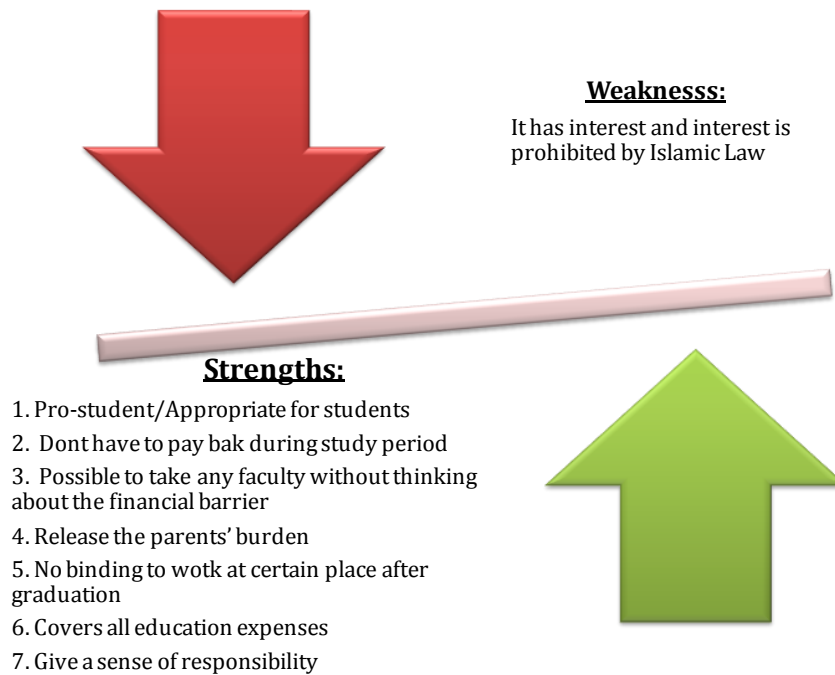 Weaknesss:
It has interest and interest is
prohibited by Islamic Law
Strengths:
1. Pro-student/Appropriate for students
2. Dont have to pay bak during study period
3. Possible to take any faculty without thinking
about the financial barrier
4. Release the parents’ burden
5. No binding to wotk at certain place after
graduation
6. Covers all education expenses
7. Give a sense of responsibility